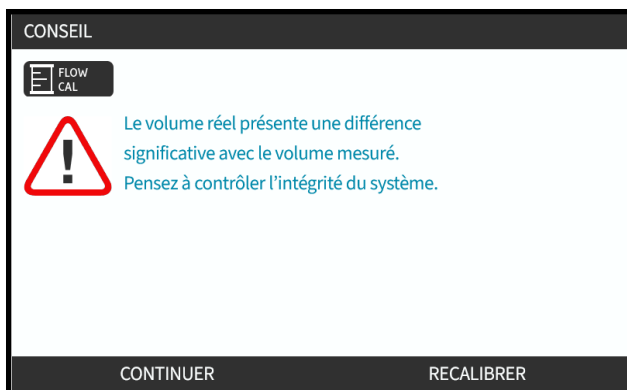 CONSEIL
FLOW
CAL
Le volume réel présente une différence
significative avec le volume mesuré.
Pensez à contrôler l’intégrité du système.
CONTINUER RECALIBRER